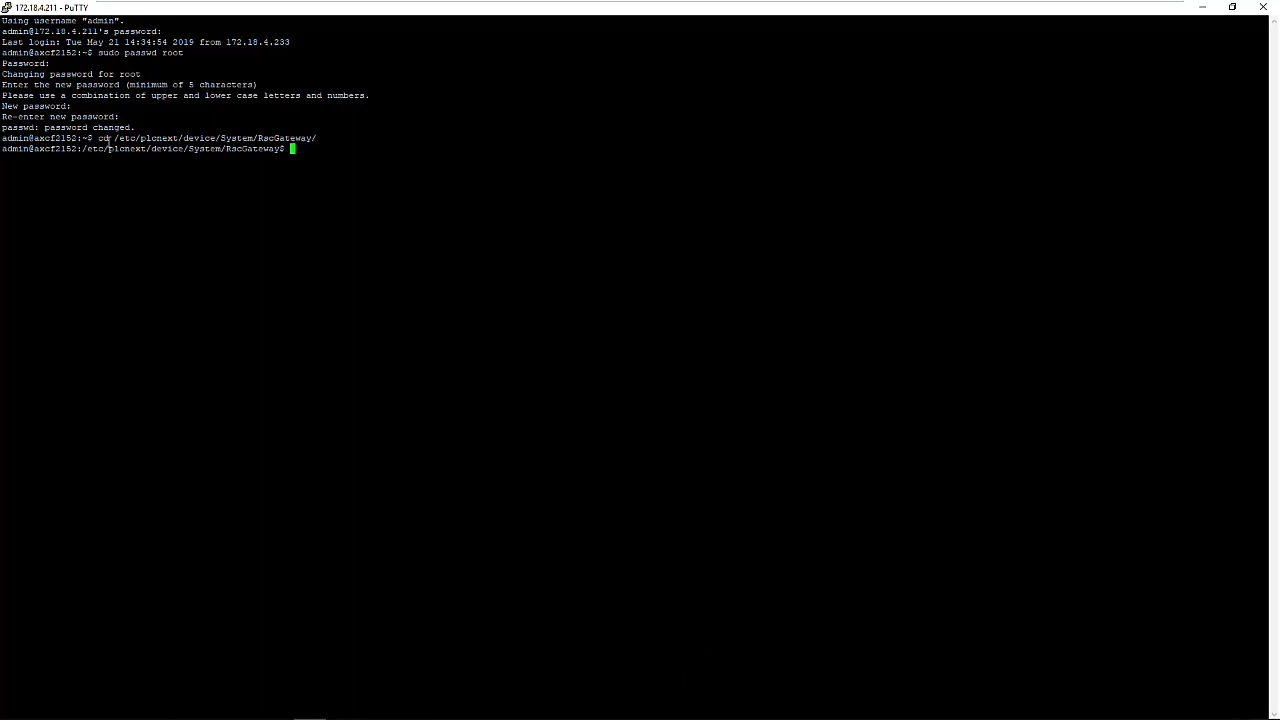 172.18.4.211 - PuTTY
Using username "admin".
admin@172.18.4.211's password:
Last login: Tue May 21 14:34:54 2019 from 172.18.4.233
admin@axcf2152:~$ sudo passwd root
Password:
Changing password for root
Enter the new password (minimum of 5 characters)
Please use a combination of upper and lower case letters and numbers.
New password:
Re-enter new password:
passwd: password changed.
admin@axcf2152:~$ cd /etc/plcnext/device/System/RscGateway/
admin@axcf2152:/etc/plcnext/device/System/RscGateway$